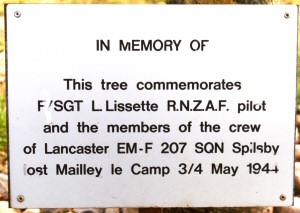 IN MEMORY OF
This tree commemorates
F/SGT L. Lissette R.N.Z.A.F. pilot
and the members of the crew
of Lancaster EM-F 207 SQN Spilsby
lost Mailley le Camp 3/4 May 1944